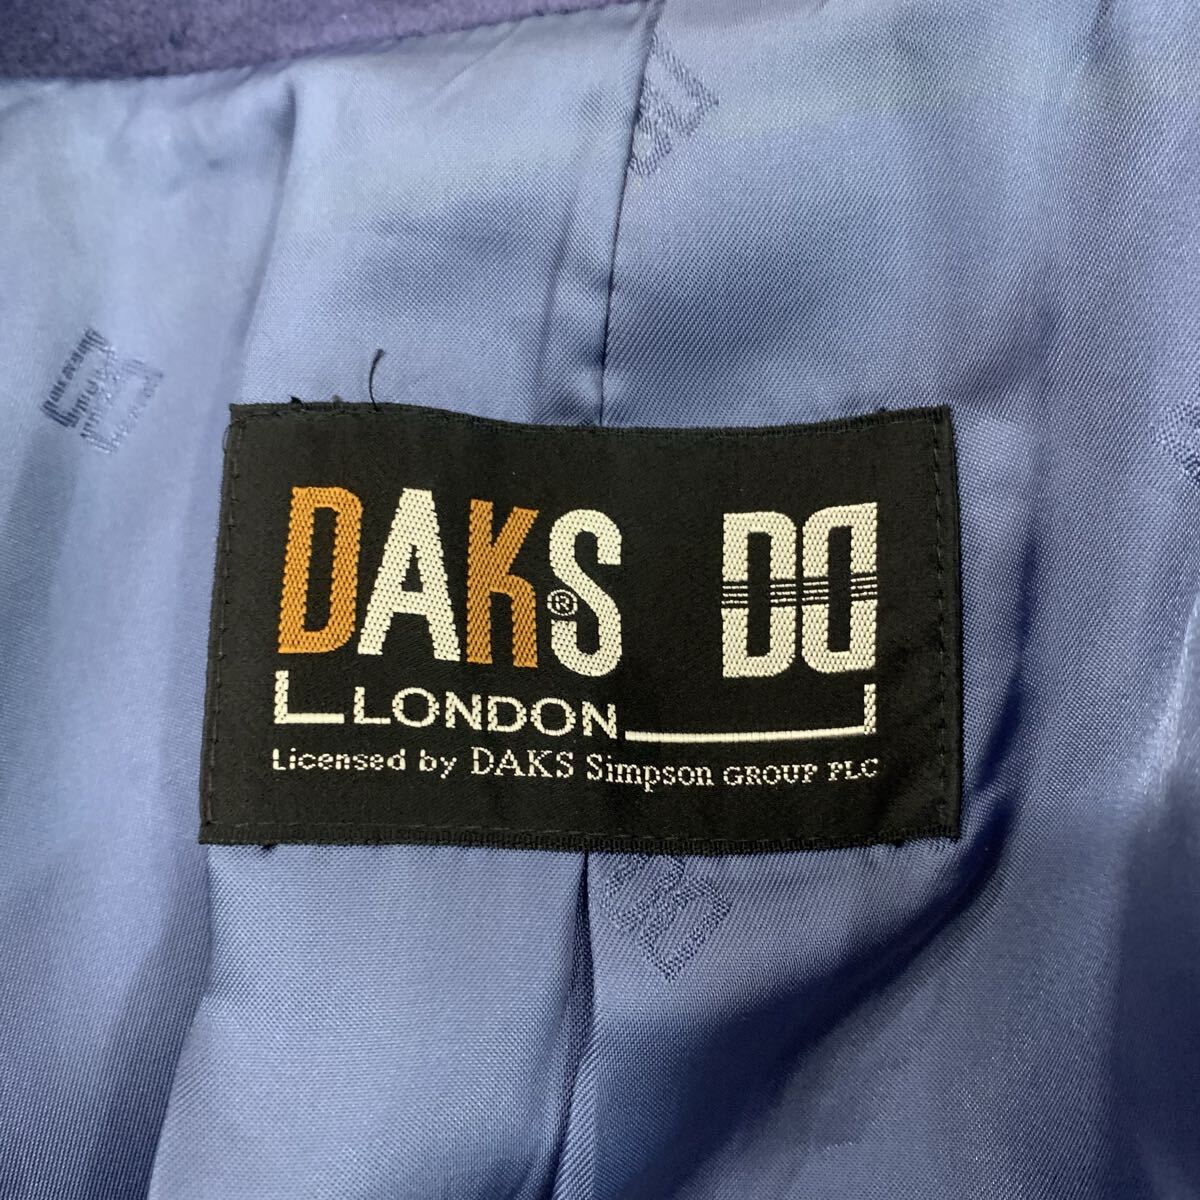 DAKS® DD
LONDON
Licensed by DAKS Simpson GROUP PLC